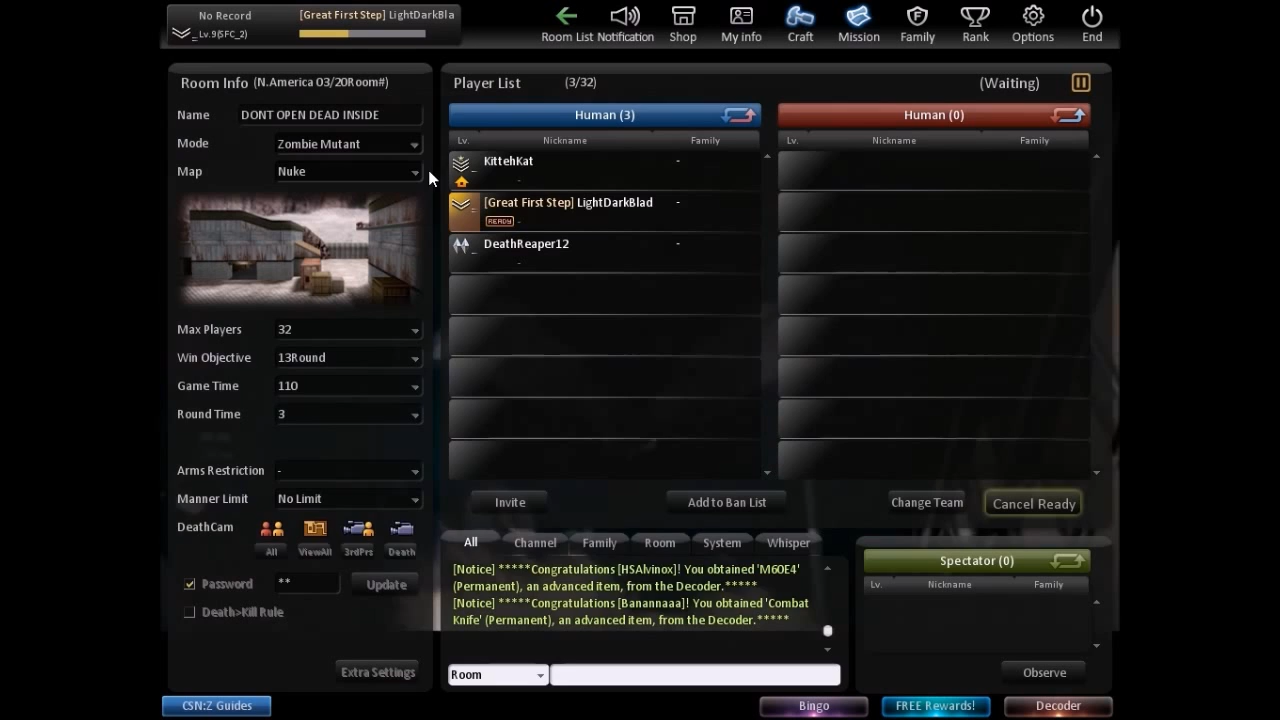 No Record
[Great First Step] LightDarkBla
Lv.9(SFC_2)
Room List Notification Shop My info Craft Mission Family Rank Options End
Room Info (N.America 03/20Room#)
Name DONT OPEN DEAD INSIDE
Mode Zombie Mutant
Map Nuke
Max Players 32
Win Objective 13Round
Game Time 110
Round Time 3
Arms Restriction -
Manner Limit No Limit
DeathCam
All ViewAll 3rdPrs Death
Password ** Update
Death>Kill Rule
Extra Settings
Player List (3/32) (Waiting)
Human (3)
Lv. Nickname Family
KittehKat -
-
[Great First Step] LightDarkBlad -
READY -
DeathReaper12 -
-
Human (0)
Lv. Nickname Family
Invite Add to Ban List Change Team Cancel Ready
All Channel Family Room System Whisper
[Notice] *****Congratulations [HSAlvinox]! You obtained 'M60E4'
(Permanent), an advanced item, from the Decoder.*****
[Notice] *****Congratulations [Banannaaa]! You obtained 'Combat
Knife' (Permanent), an advanced item, from the Decoder.*****
Room
Spectator (0)
Lv. Nickname Family
Observe
CSN:Z Guides Bingo FREE Rewards! Decoder